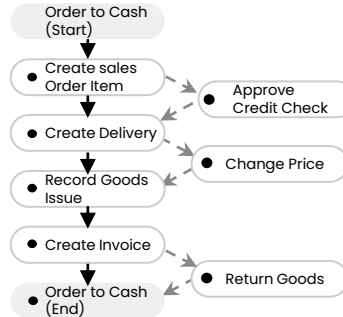 Order to Cash
(Start)
Create sales
Order Item
Approve
Credit Check
Create Delivery
Change Price
Record Goods
Issue
Create Invoice
Return Goods
Order to Cash
(End)